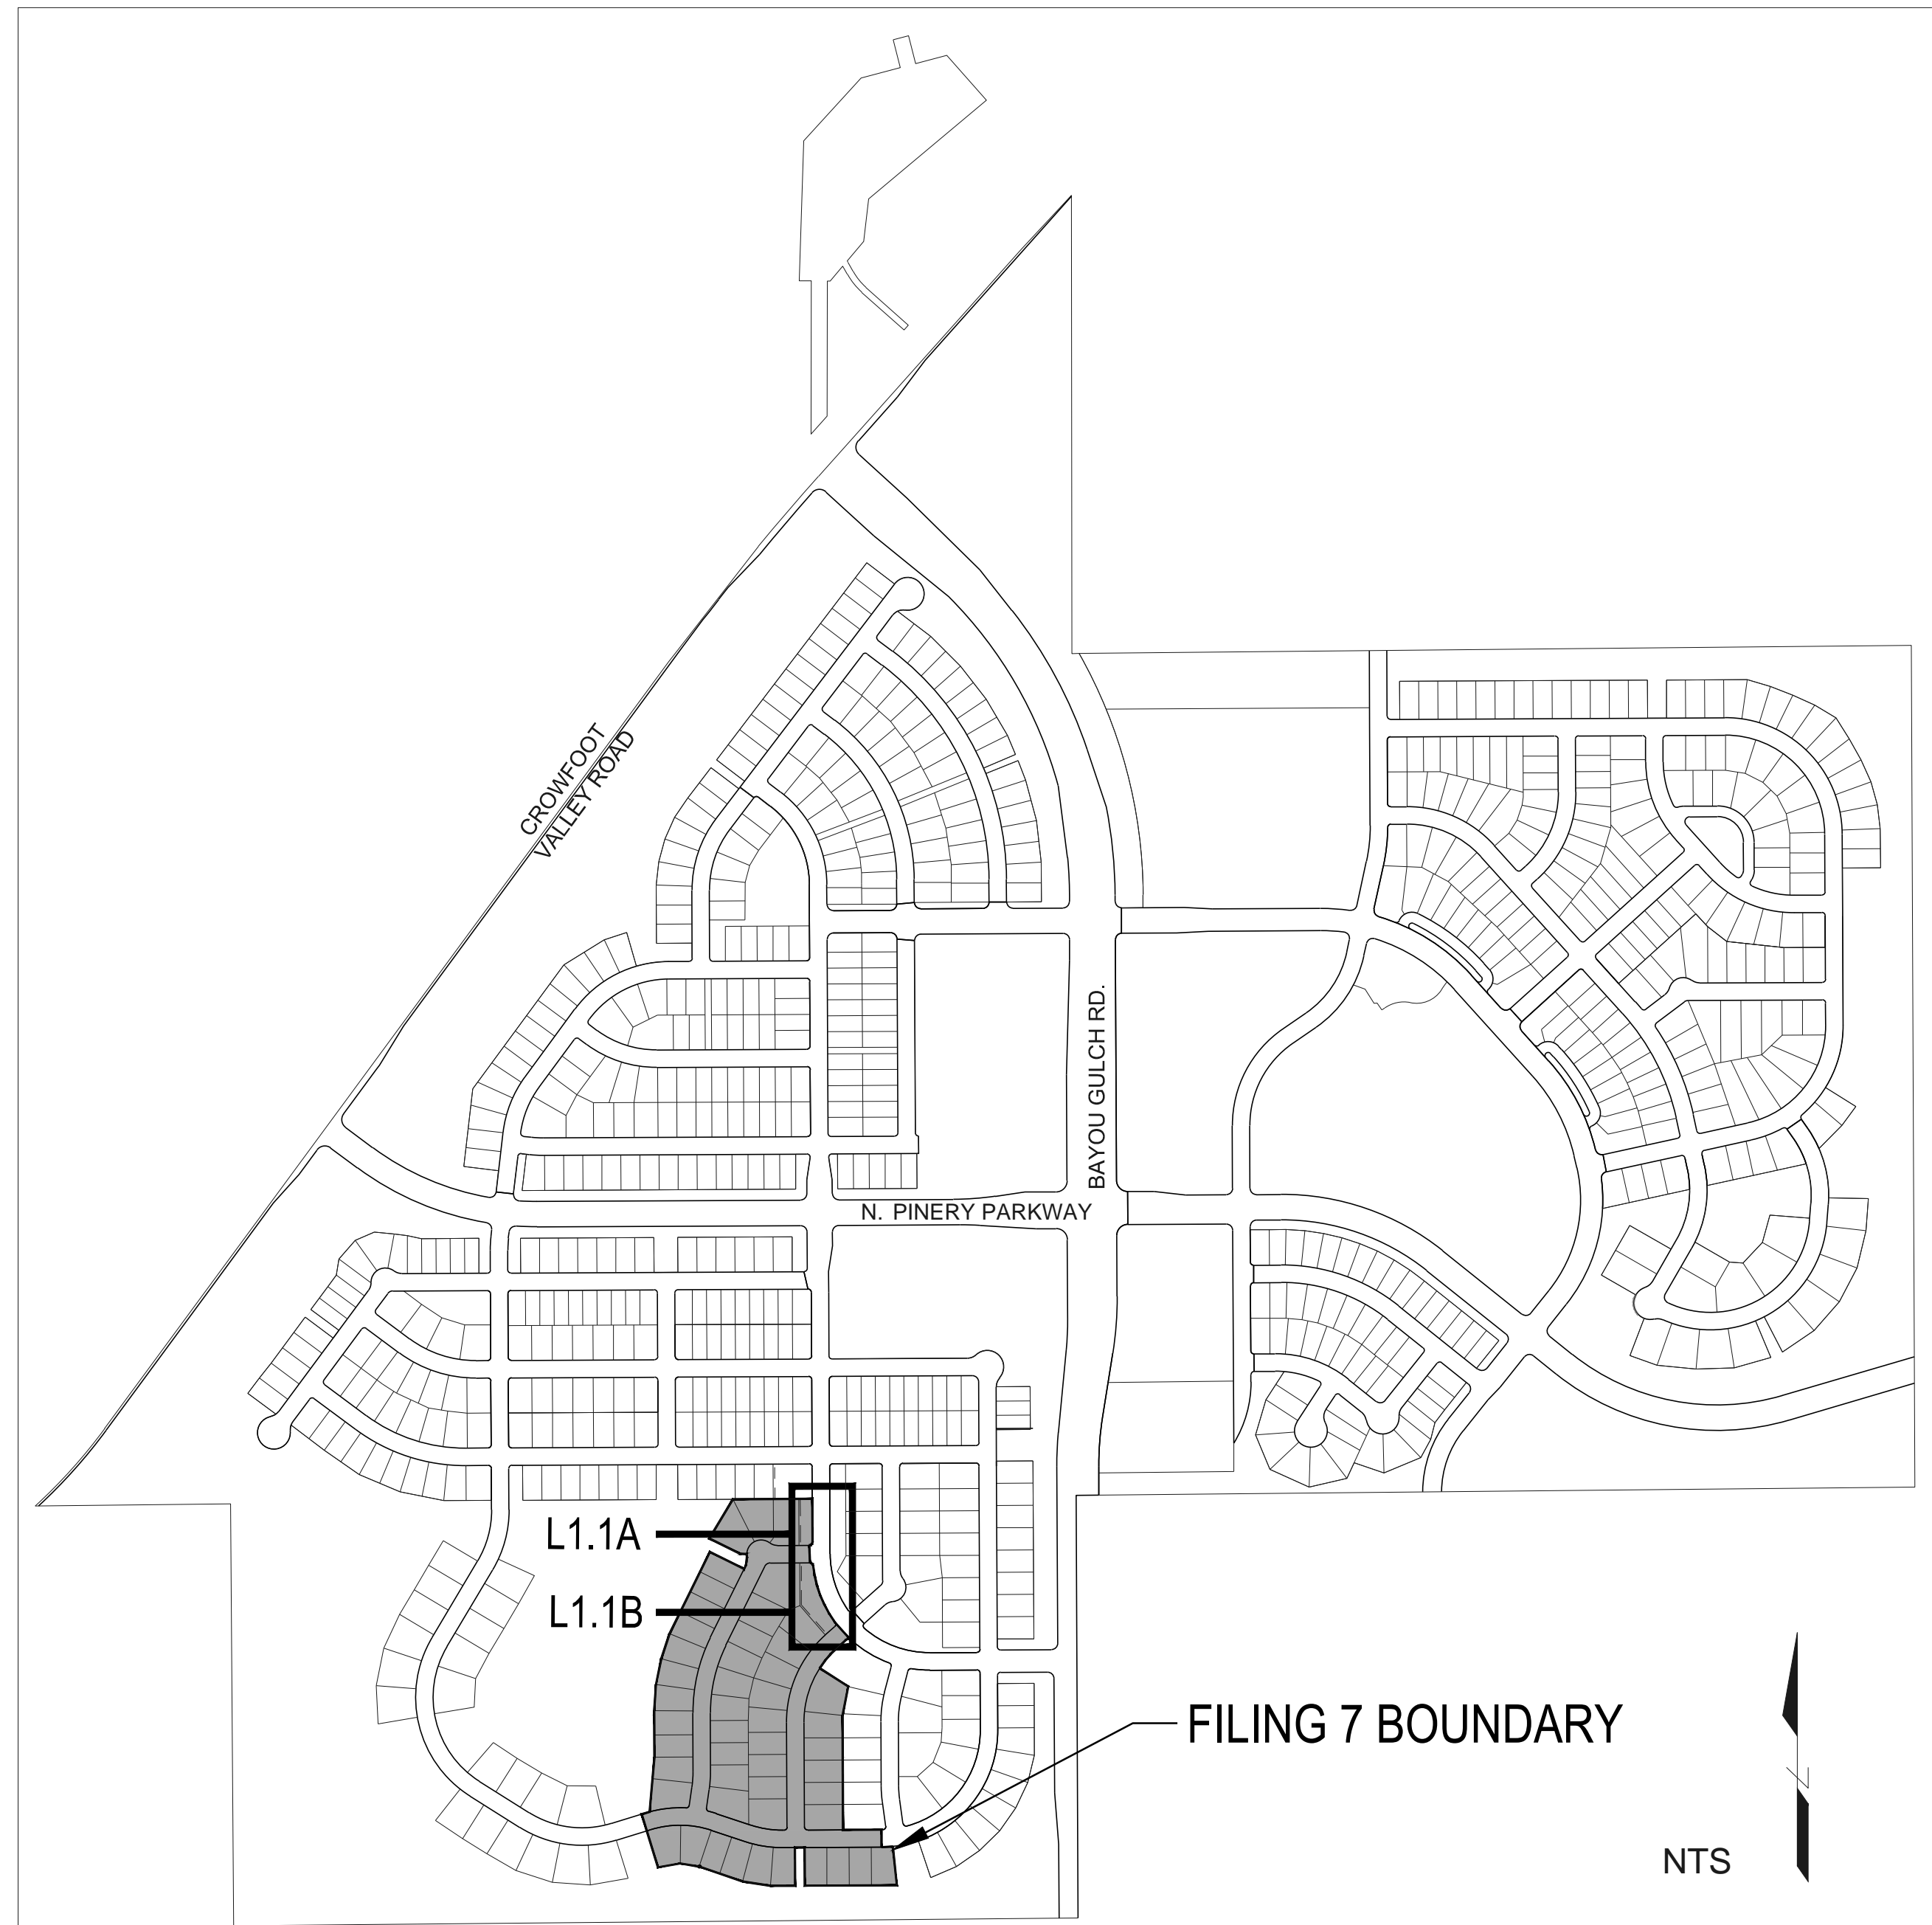 CROWFOOT
VALLEY ROAD
BAYOU GULCH RD.
N. PINERY PARKWAY
L1.1A
L1.1B
FILING 7 BOUNDARY
NTS